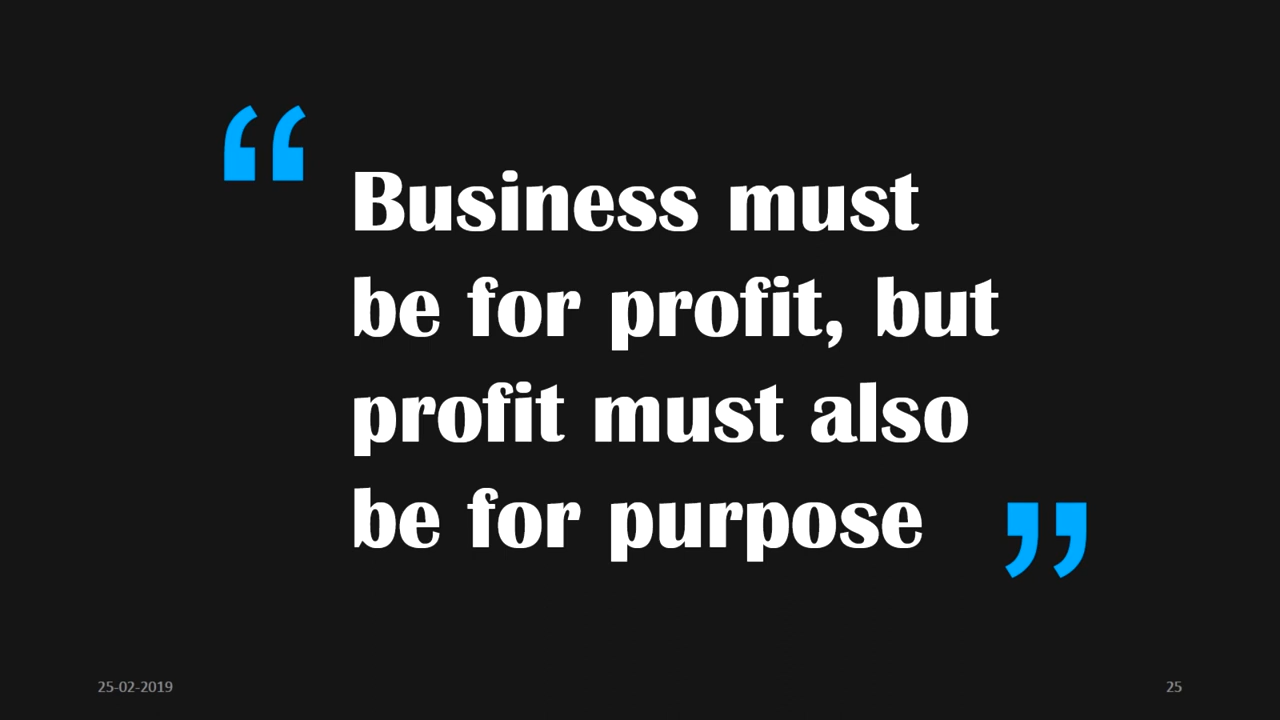 “
Business must
be for profit, but
profit must also
be for purpose
”
25-02-2019
25